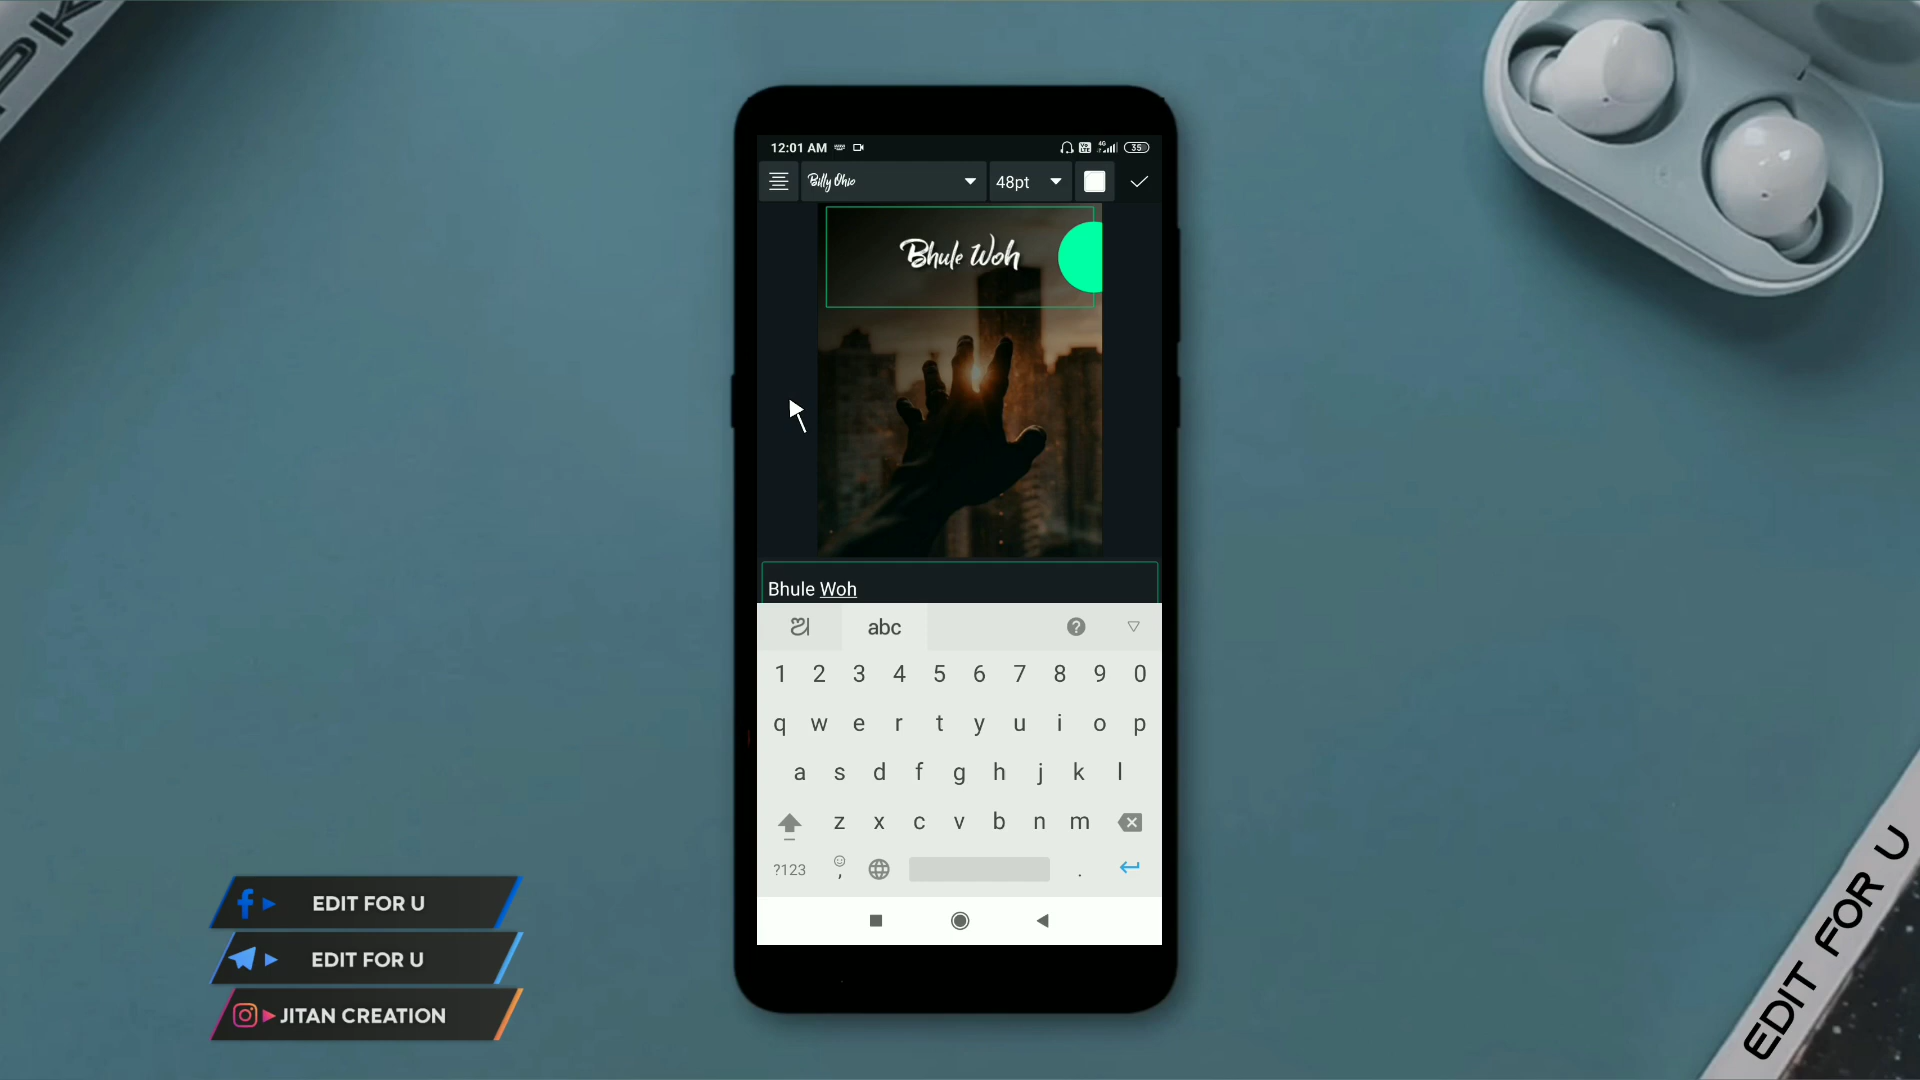 12:01 AM
35
Billy Ohio
48pt
Bhule Woh
Bhule Woh
ଅ
abc
?
1 2 3 4 5 6 7 8 9 0
q w e r t y u i o p
a s d f g h j k l
z x c v b n m
?123 , .
EDIT FOR U
EDIT FOR U
JITAN CREATION
EDIT FOR U